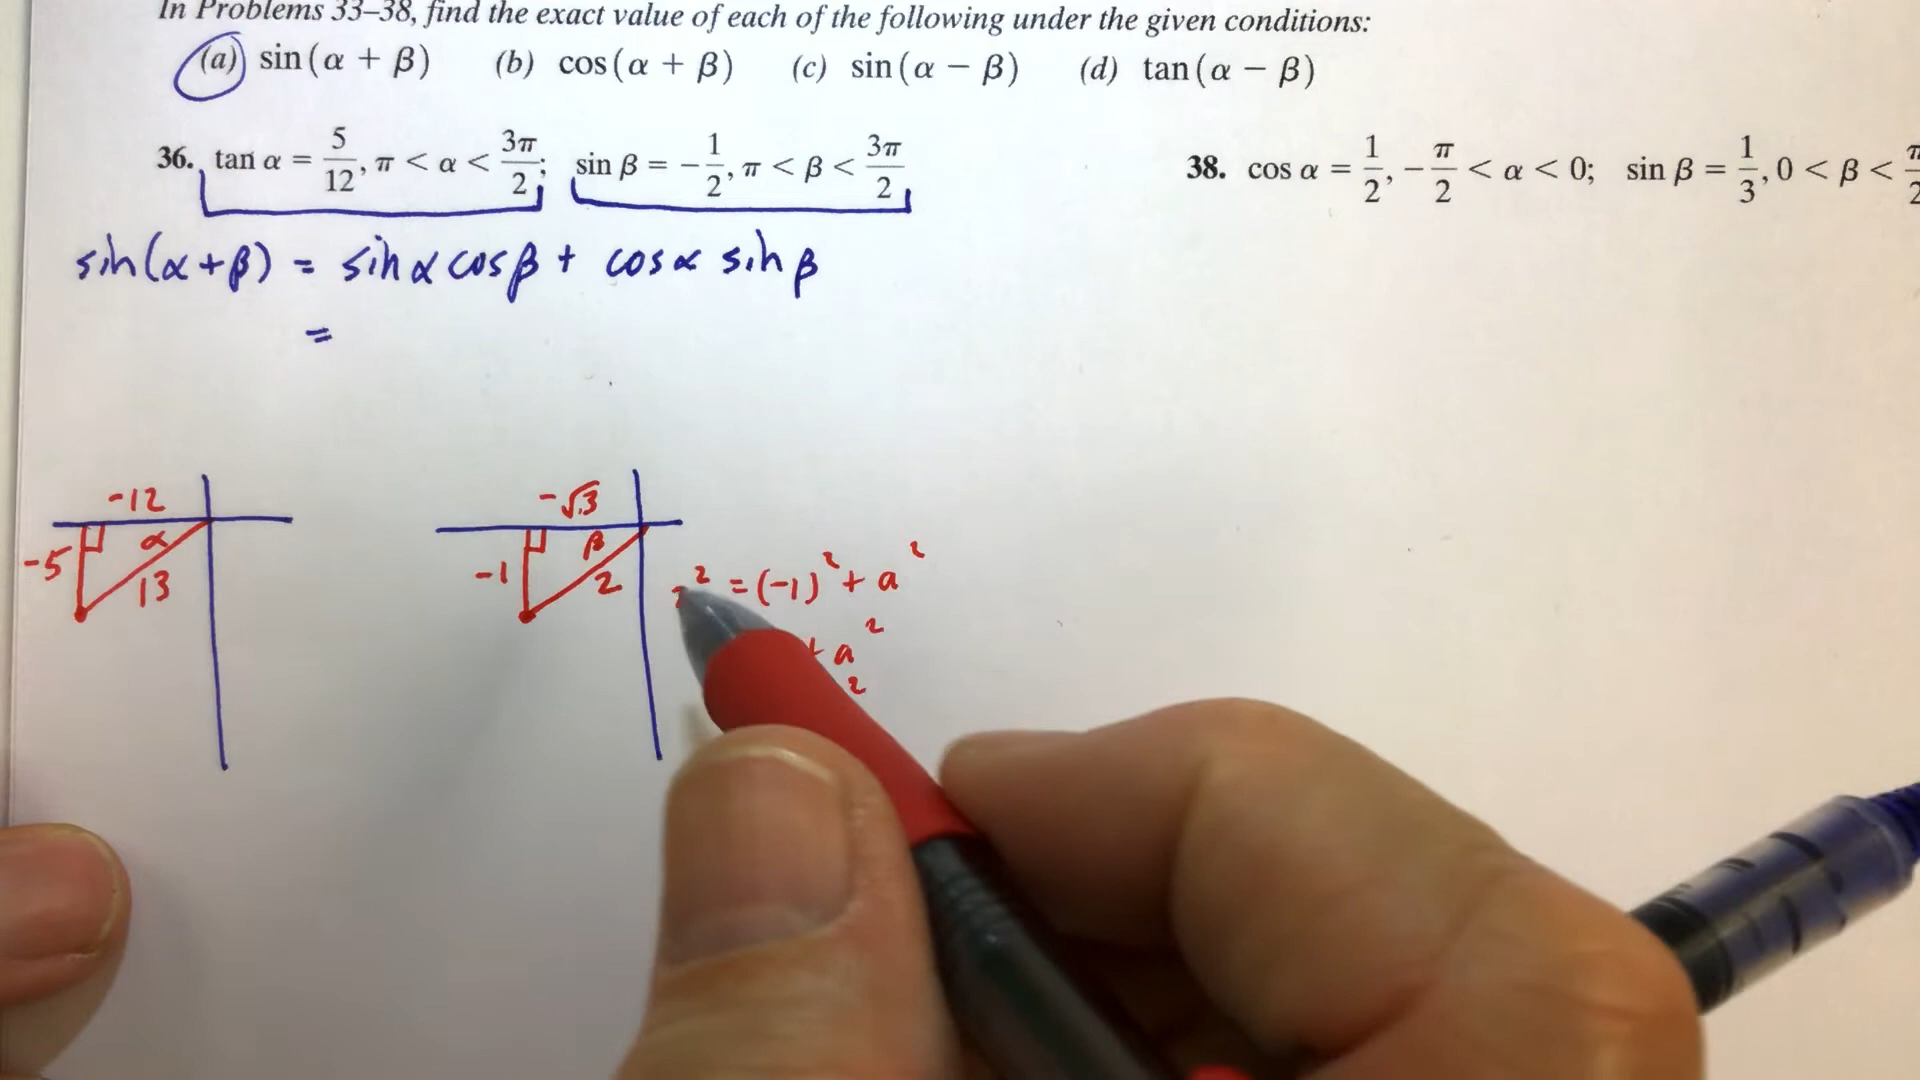 In Problems 33–38, find the exact value of each of the following under the given conditions:
(a) sin(α + β) (b) cos(α + β) (c) sin(α − β) (d) tan(α − β)
36. tan α = 5/12, π < α < 3π/2; sin β = −1/2, π < β < 3π/2
38. cos α = 1/2, −π/2 < α < 0; sin β = 1/3, 0 < β < π/2
sin(α+β) = sinα cosβ + cosα sinβ
=
-12
α
-5
13
-√3
β
-1
2
² = (-1)² + a²
+ a²
²